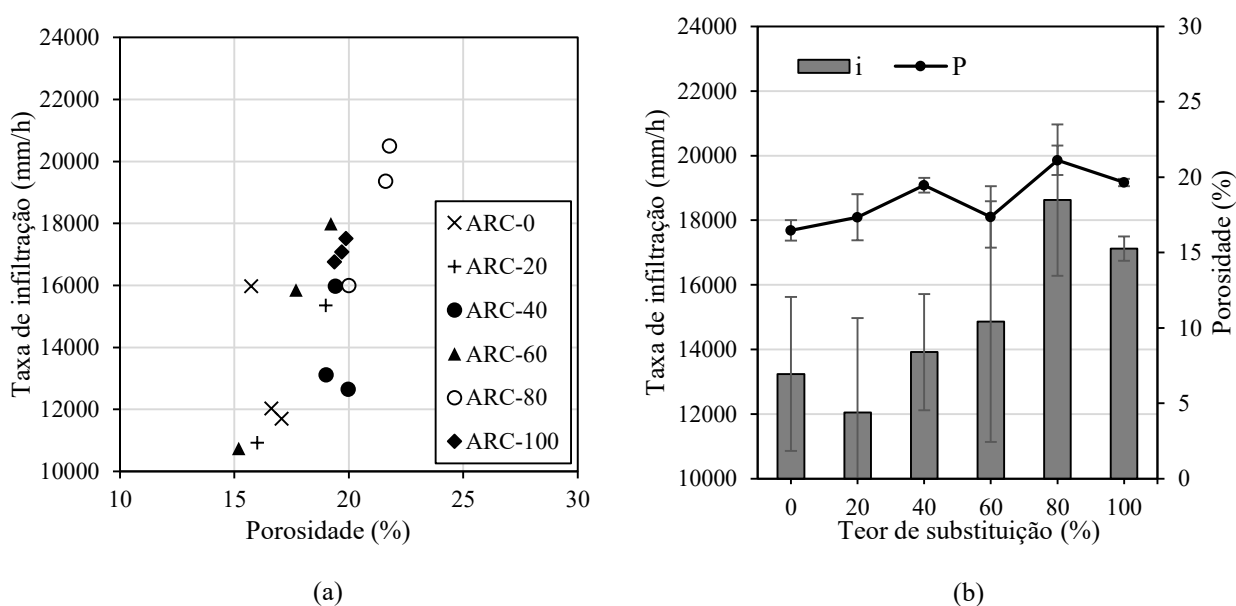 24000
22000
20000
18000
16000
14000
12000
10000
Taxa de infiltração (mm/h)
10 15 20 25 30
Porosidade (%)
ARC-0
ARC-20
ARC-40
ARC-60
ARC-80
ARC-100
(a)
24000
22000
20000
18000
16000
14000
12000
10000
Taxa de infiltração (mm/h)
i P
30
25
20
15
10
5
0
Porosidade (%)
0 20 40 60 80 100
Teor de substituição (%)
(b)